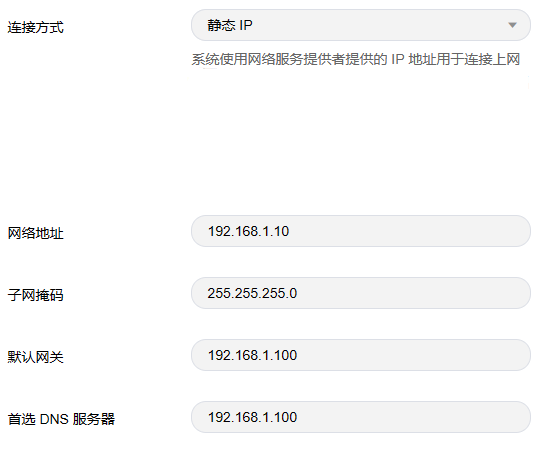 连接方式 静态 IP
系统使用网络服务提供者提供的 IP 地址用于连接上网
网络地址 192.168.1.10
子网掩码 255.255.255.0
默认网关 192.168.1.100
首选 DNS 服务器 192.168.1.100